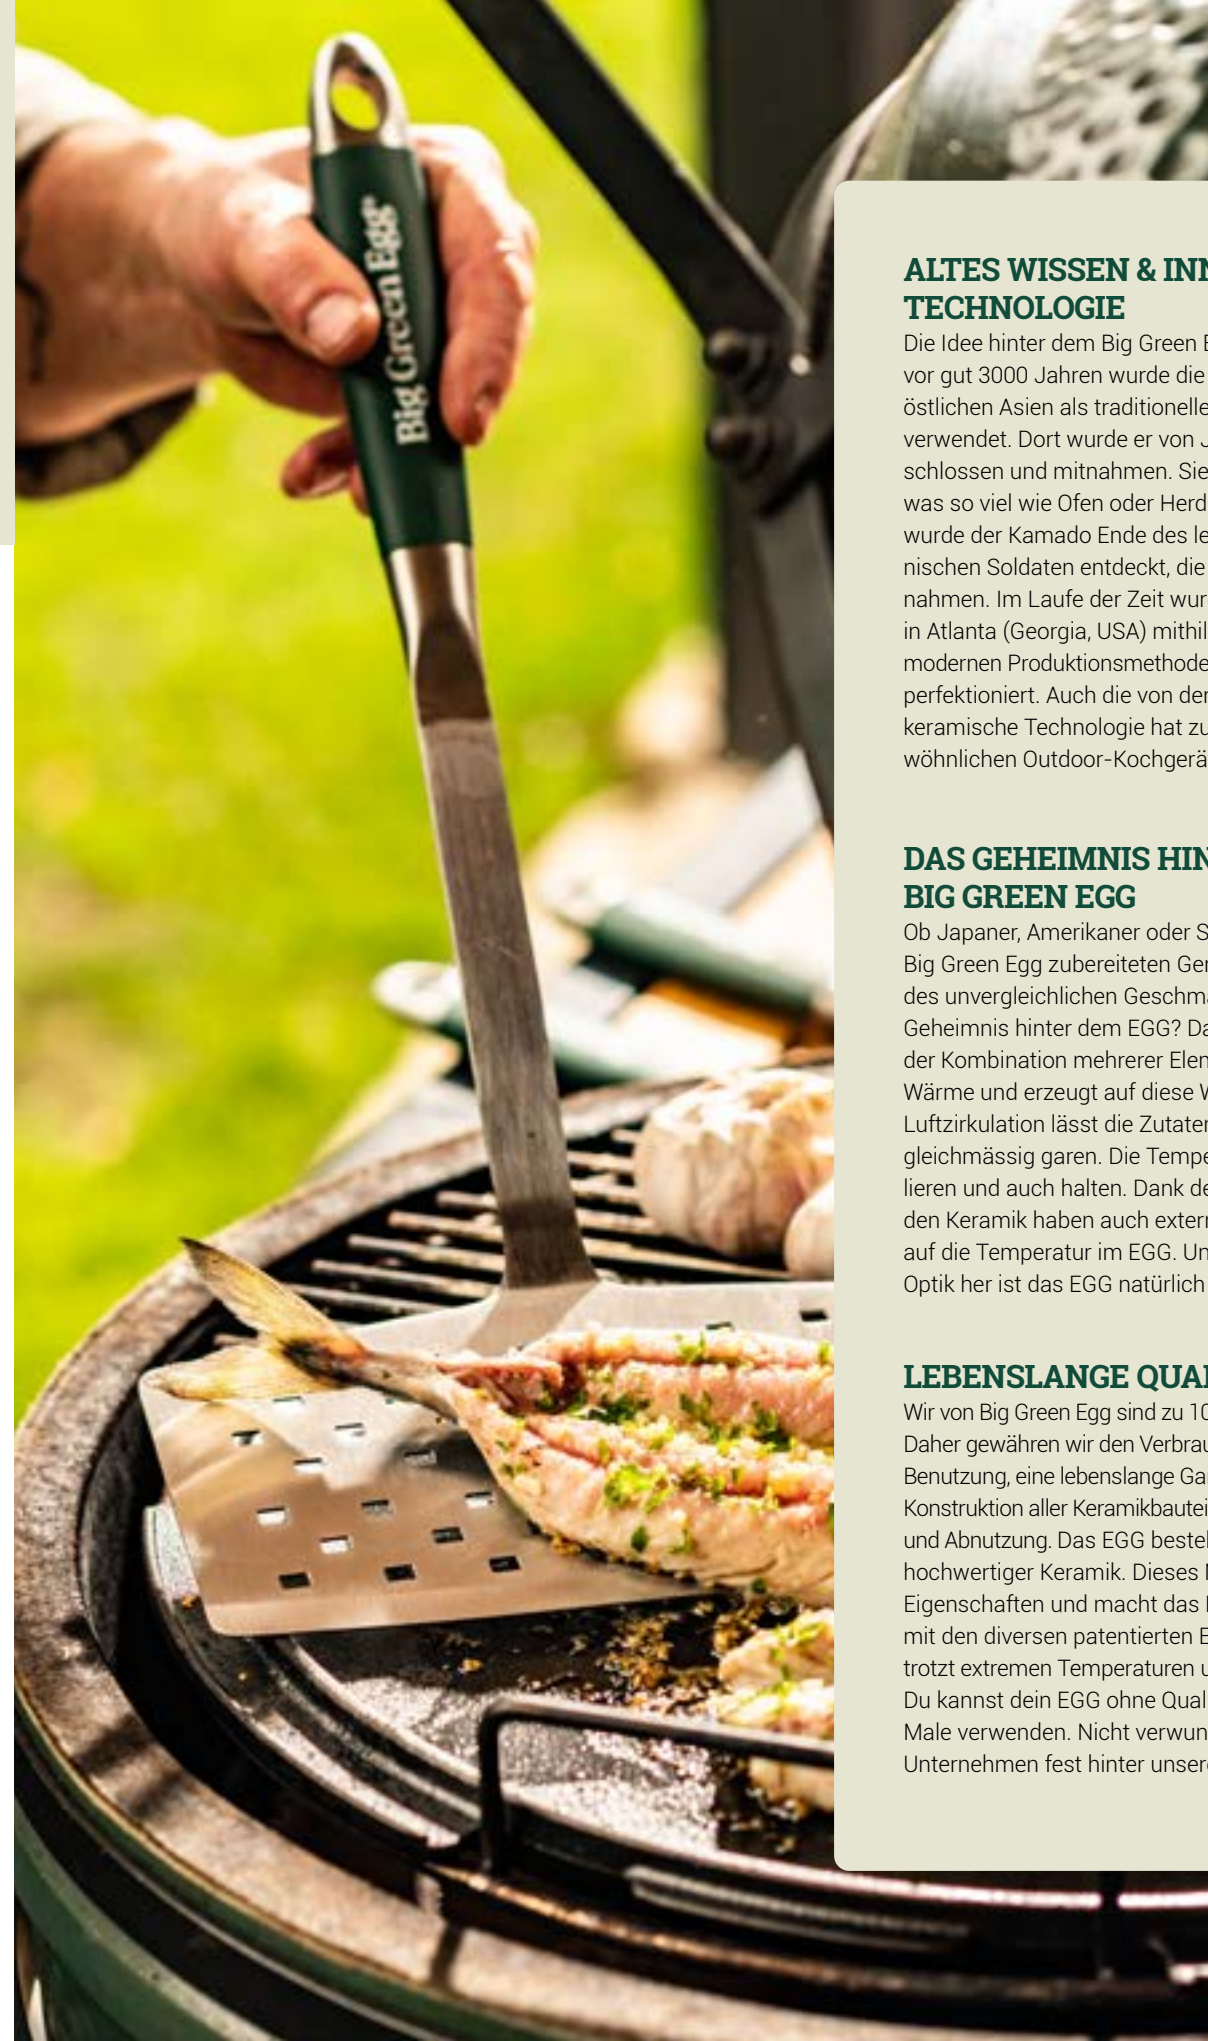 Big Green Egg®
ALTES WISSEN & INN
TECHNOLOGIE
Die Idee hinter dem Big Green E
vor gut 3000 Jahren wurde die
östlichen Asien als traditionelle
verwendet. Dort wurde er von J
schlossen und mitnahmen. Sie
was so viel wie Ofen oder Herd
wurde der Kamado Ende des le
nischen Soldaten entdeckt, die
nahmen. Im Laufe der Zeit wur
in Atlanta (Georgia, USA) mithil
modernen Produktionsmethode
perfektioniert. Auch die von der
keramische Technologie hat zu
wöhnlichen Outdoor-Kochgerä
DAS GEHEIMNIS HIN
BIG GREEN EGG
Ob Japaner, Amerikaner oder S
Big Green Egg zubereiteten Ger
des unvergleichlichen Geschma
Geheimnis hinter dem EGG? Da
der Kombination mehrerer Elem
Wärme und erzeugt auf diese W
Luftzirkulation lässt die Zutaten
gleichmässig garen. Die Tempe
lieren und auch halten. Dank de
den Keramik haben auch extern
auf die Temperatur im EGG. Un
Optik her ist das EGG natürlich
LEBENSLANGE QUAL
Wir von Big Green Egg sind zu 10
Daher gewähren wir den Verbrau
Benutzung, eine lebenslange Gar
Konstruktion aller Keramikbautei
und Abnutzung. Das EGG besteh
hochwertiger Keramik. Dieses M
Eigenschaften und macht das E
mit den diversen patentierten E
trotzt extremen Temperaturen u
Du kannst dein EGG ohne Quali
Male verwenden. Nicht verwun
Unternehmen fest hinter unsere